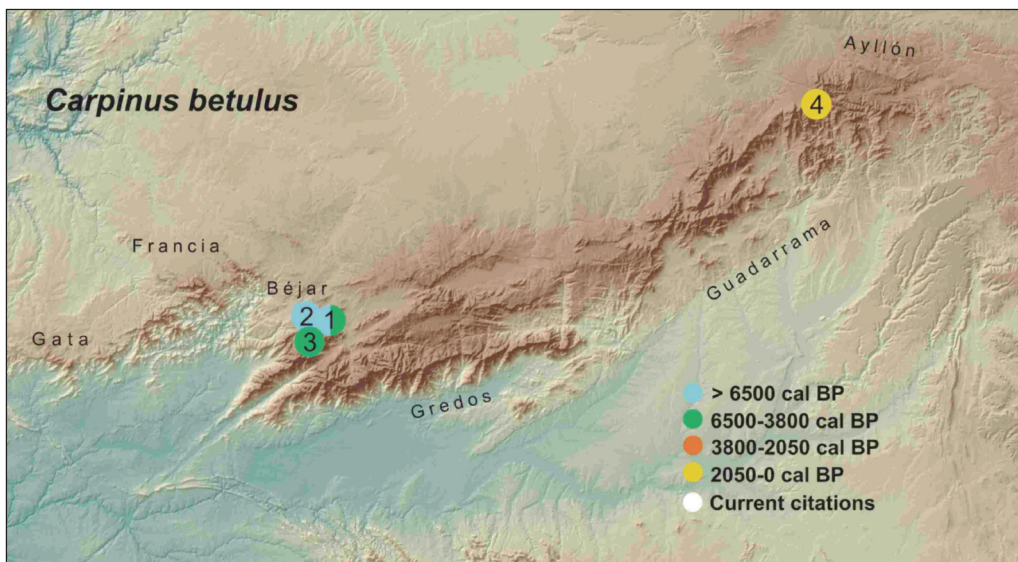 Ayllón
Carpinus betulus
4
Francia
Guadarrama
Béjar
2
1
3
Gata
Gredos
> 6500 cal BP
6500-3800 cal BP
3800-2050 cal BP
2050-0 cal BP
Current citations